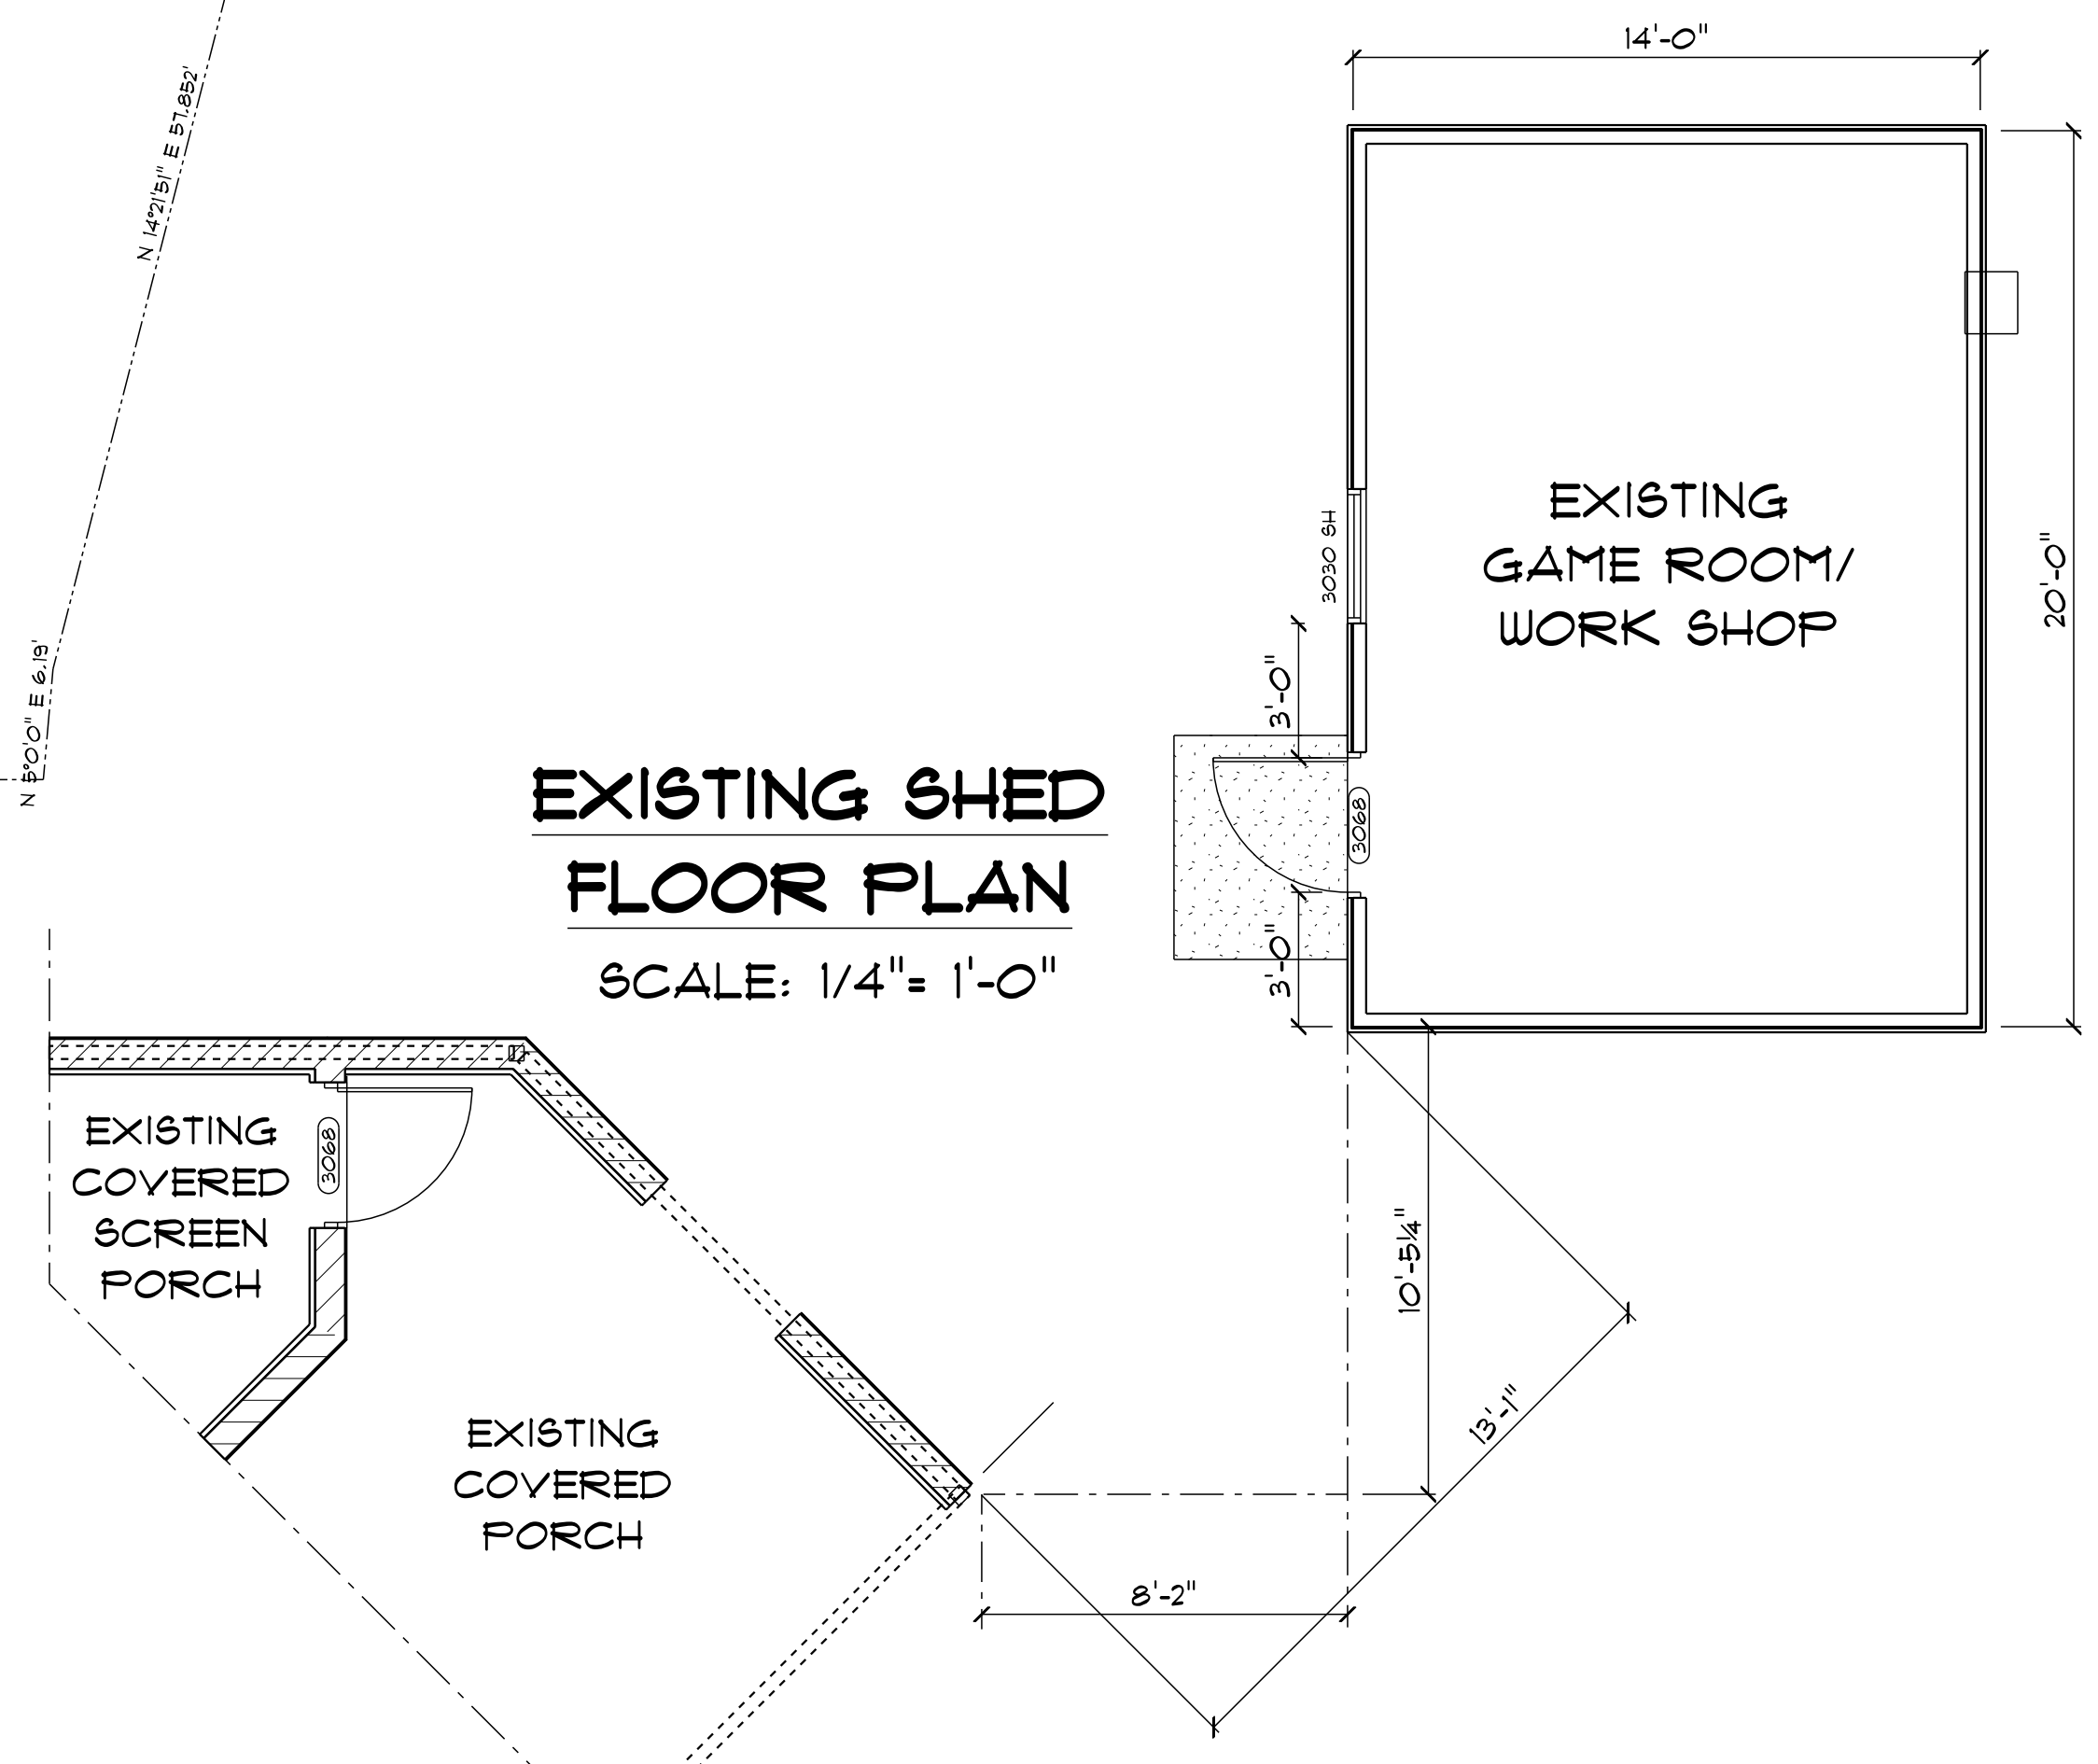 14'-0"
N 14°21'51" E 57.852'
EXISTING
GAME ROOM/
WORK SHOP
20'-0"
3030 SH
N 5°0'0" E 6.19'
3'-0"
EXISTING SHED
FLOOR PLAN
SCALE: 1/4"= 1'-0"
3068
3'-0"
EXISTING
COVERED
SCREEN
PORCH
3068
10'-5¼"
13'-1"
EXISTING
COVERED
PORCH
8'-2"